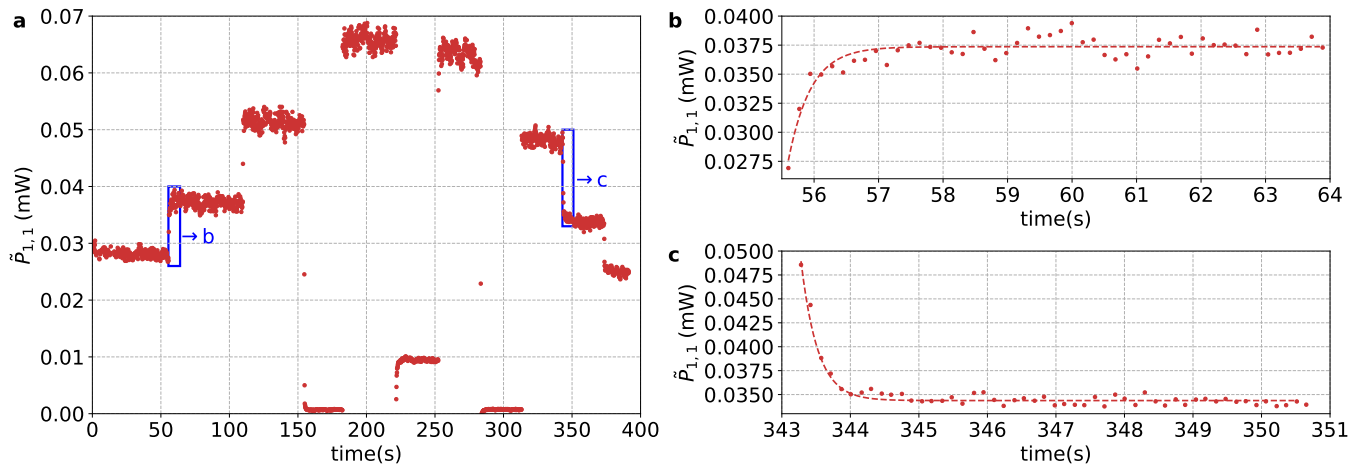 a
0.07
0.06
0.05
0.04
0.03
0.02
0.01
0.00
P̃1,1 (mW)
→ b
→ c
0 50 100 150 200 250 300 350 400
time(s)
b
0.0400
0.0375
0.0350
0.0325
0.0300
0.0275
P̃1,1 (mW)
56 57 58 59 60 61 62 63 64
time(s)
c
0.0500
0.0475
0.0450
0.0425
0.0400
0.0375
0.0350
P̃1,1 (mW)
343 344 345 346 347 348 349 350 351
time(s)